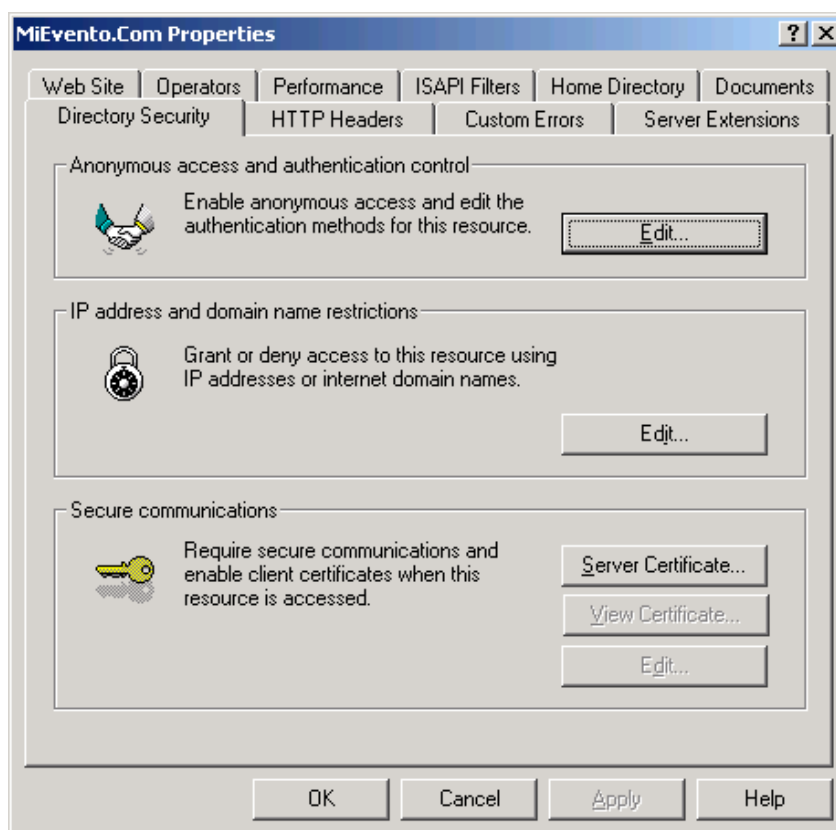 MiEvento.Com Properties
? X
Web Site Operators Performance ISAPI Filters Home Directory Documents
Directory Security HTTP Headers Custom Errors Server Extensions
Anonymous access and authentication control
Enable anonymous access and edit the
authentication methods for this resource.
Edit...
IP address and domain name restrictions
Grant or deny access to this resource using
IP addresses or internet domain names.
Edit...
Secure communications
Require secure communications and
enable client certificates when this
resource is accessed.
Server Certificate...
View Certificate...
Edit...
OK Cancel Apply Help